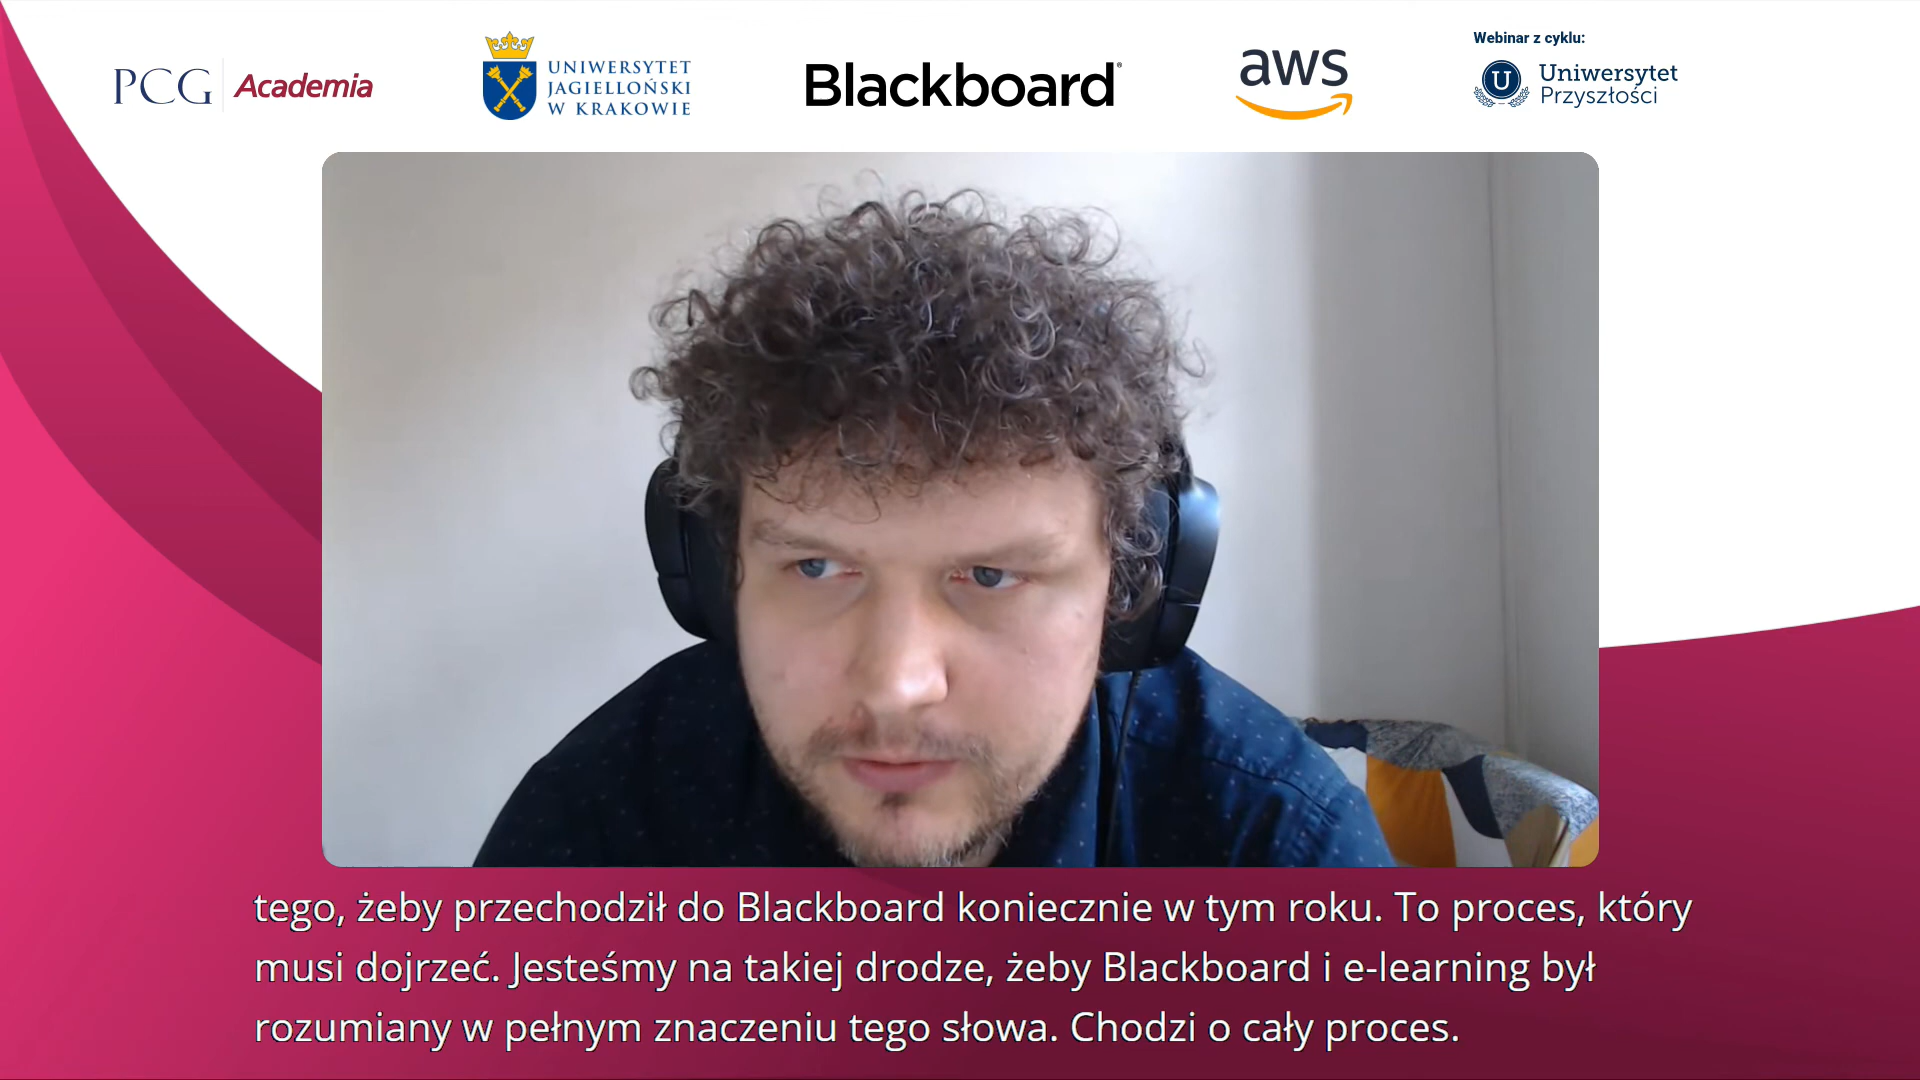 Webinar z cyklu:
PCG Academia
UNIWERSYTET
JAGIELLOŃSKI
W KRAKOWIE
Blackboard®
aws
U Uniwersytet
Przyszłości
tego, żeby przechodził do Blackboard koniecznie w tym roku. To proces, który
musi dojrzeć. Jesteśmy na takiej drodze, żeby Blackboard i e-learning był
rozumiany w pełnym znaczeniu tego słowa. Chodzi o cały proces.